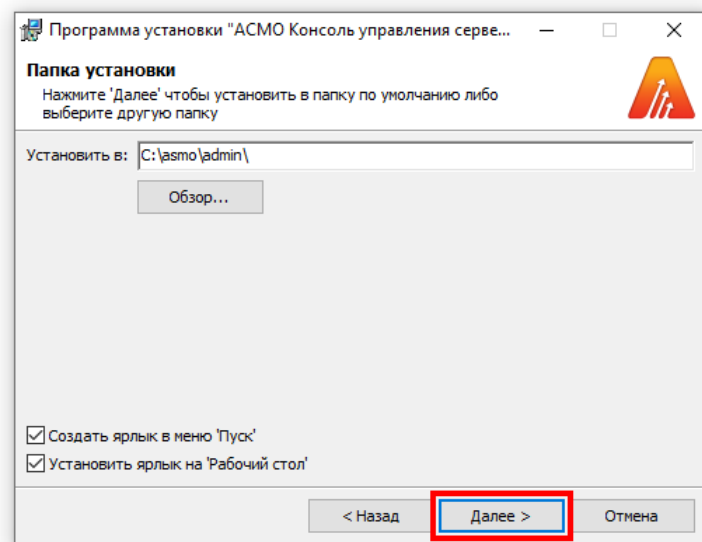 Программа установки "АСМО Консоль управления серве...
Папка установки
Нажмите 'Далее' чтобы установить в папку по умолчанию либо
выберите другую папку
Установить в: C:\asmo\admin\
Обзор...
Создать ярлык в меню 'Пуск'
Установить ярлык на 'Рабочий стол'
< Назад Далее > Отмена